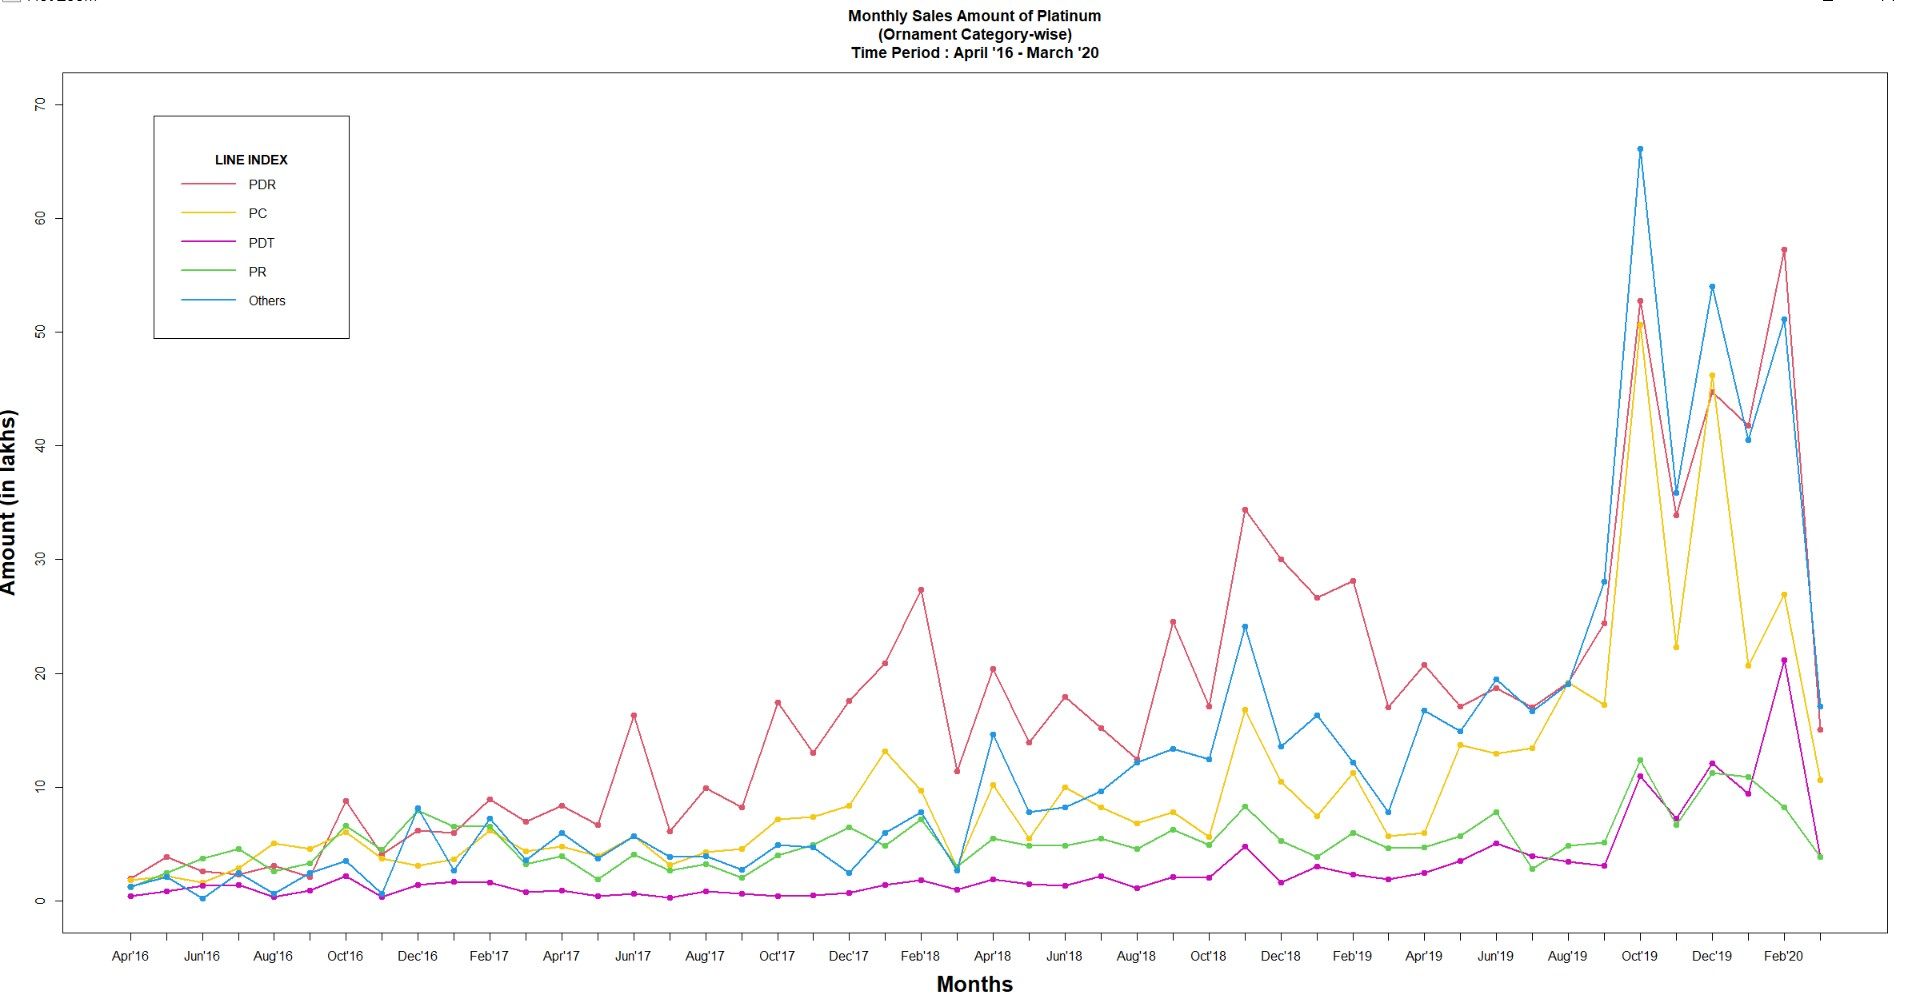 Monthly Sales Amount of Platinum
(Ornament Category-wise)
Time Period : April '16 - March '20
70
60
50
40
30
20
10
0
Amount (in lakhs)
LINE INDEX
PDR
PC
PDT
PR
Others
Apr'16 Jun'16 Aug'16 Oct'16 Dec'16 Feb'17 Apr'17 Jun'17 Aug'17 Oct'17 Dec'17 Feb'18 Apr'18 Jun'18 Aug'18 Oct'18 Dec'18 Feb'19 Apr'19 Jun'19 Aug'19 Oct'19 Dec'19 Feb'20
Months